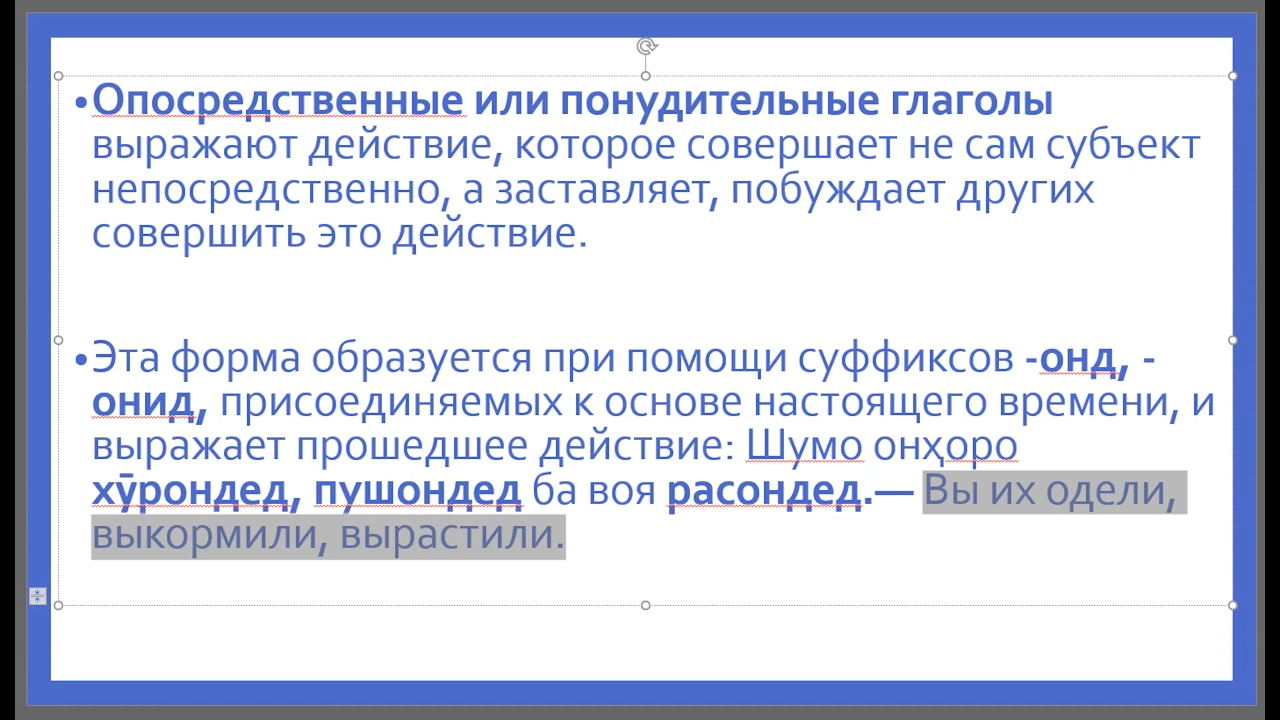 •Опосредственные или понудительные глаголы
выражают действие, которое совершает не сам субъект
непосредственно, а заставляет, побуждает других
совершить это действие.
•Эта форма образуется при помощи суффиксов -онд, -
онид, присоединяемых к основе настоящего времени, и
выражает прошедшее действие: Шумо онҳоро
хӯрондед, пушондед ба воя расондед.— Вы их одели,
выкормили, вырастили.